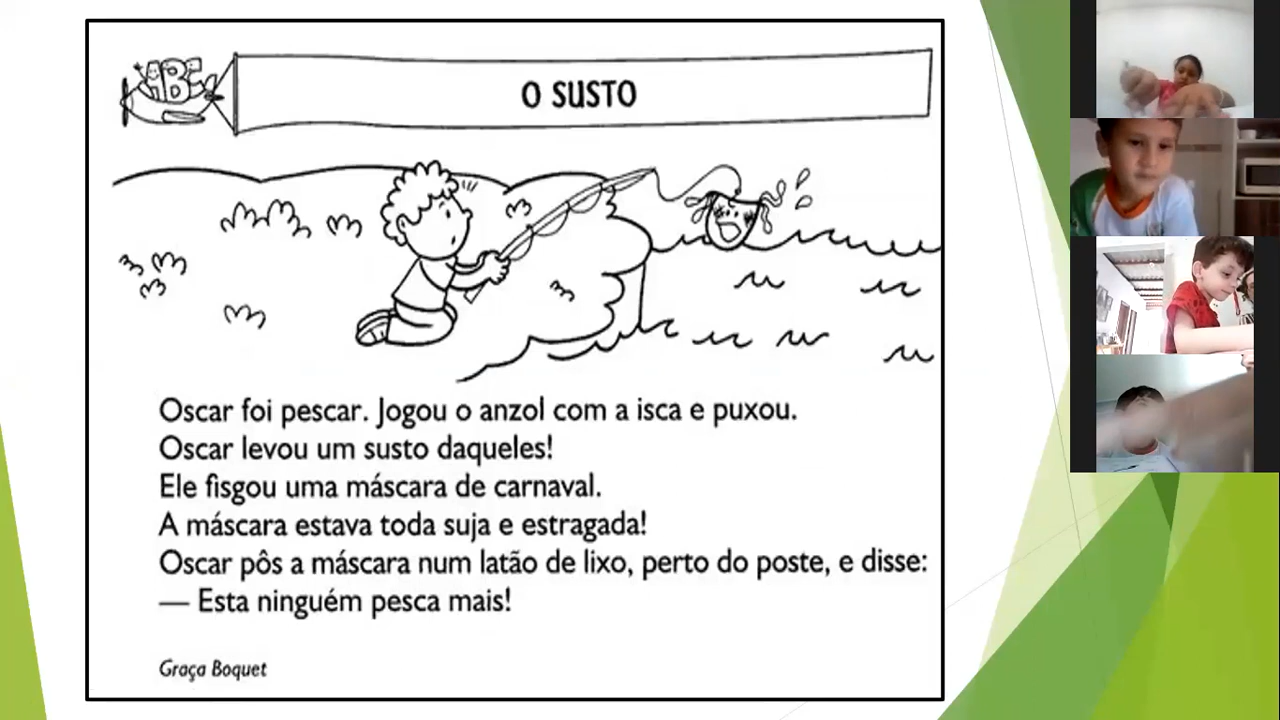 ABC
O SUSTO
Oscar foi pescar. Jogou o anzol com a isca e puxou.
Oscar levou um susto daqueles!
Ele fisgou uma máscara de carnaval.
A máscara estava toda suja e estragada!
Oscar pôs a máscara num latão de lixo, perto do poste, e disse:
— Esta ninguém pesca mais!
Graça Boquet